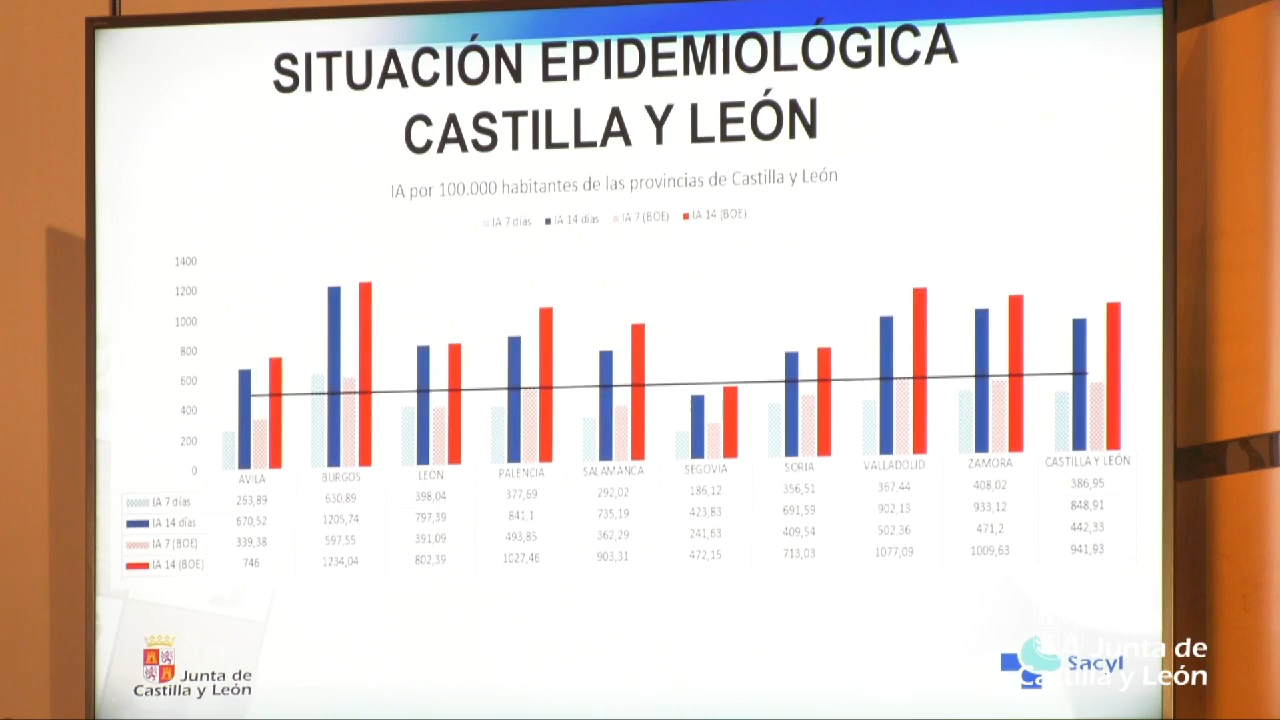 SITUACIÓN EPIDEMIOLÓGICA
CASTILLA Y LEÓN
IA por 100.000 habitantes de las provincias de Castilla y León
IA 7 días IA 14 días IA 7 (BOE) IA 14 (BOE)
1400
1200
1000
800
600
400
200
0
AVILA BURGOS LEON PALENCIA SALAMANCA SEGOVIA SORIA VALLADOLID ZAMORA CASTILLA Y LEÓN
IA 7 días 263,89 630,89 398,04 377,69 292,02 186,12 356,51 367,44 408,02 386,95
IA 14 días 670,52 1205,74 797,39 841,1 735,19 423,83 691,59 902,13 933,12 848,91
IA 7 (BOE) 339,38 597,55 391,09 493,85 362,29 241,63 409,54 502,36 471,2 442,33
IA 14 (BOE) 746 1234,04 802,39 1027,46 903,31 472,15 713,03 1077,09 1009,63 941,93
Junta de
Castilla y León
Sacyl
Junta de
Castilla y León